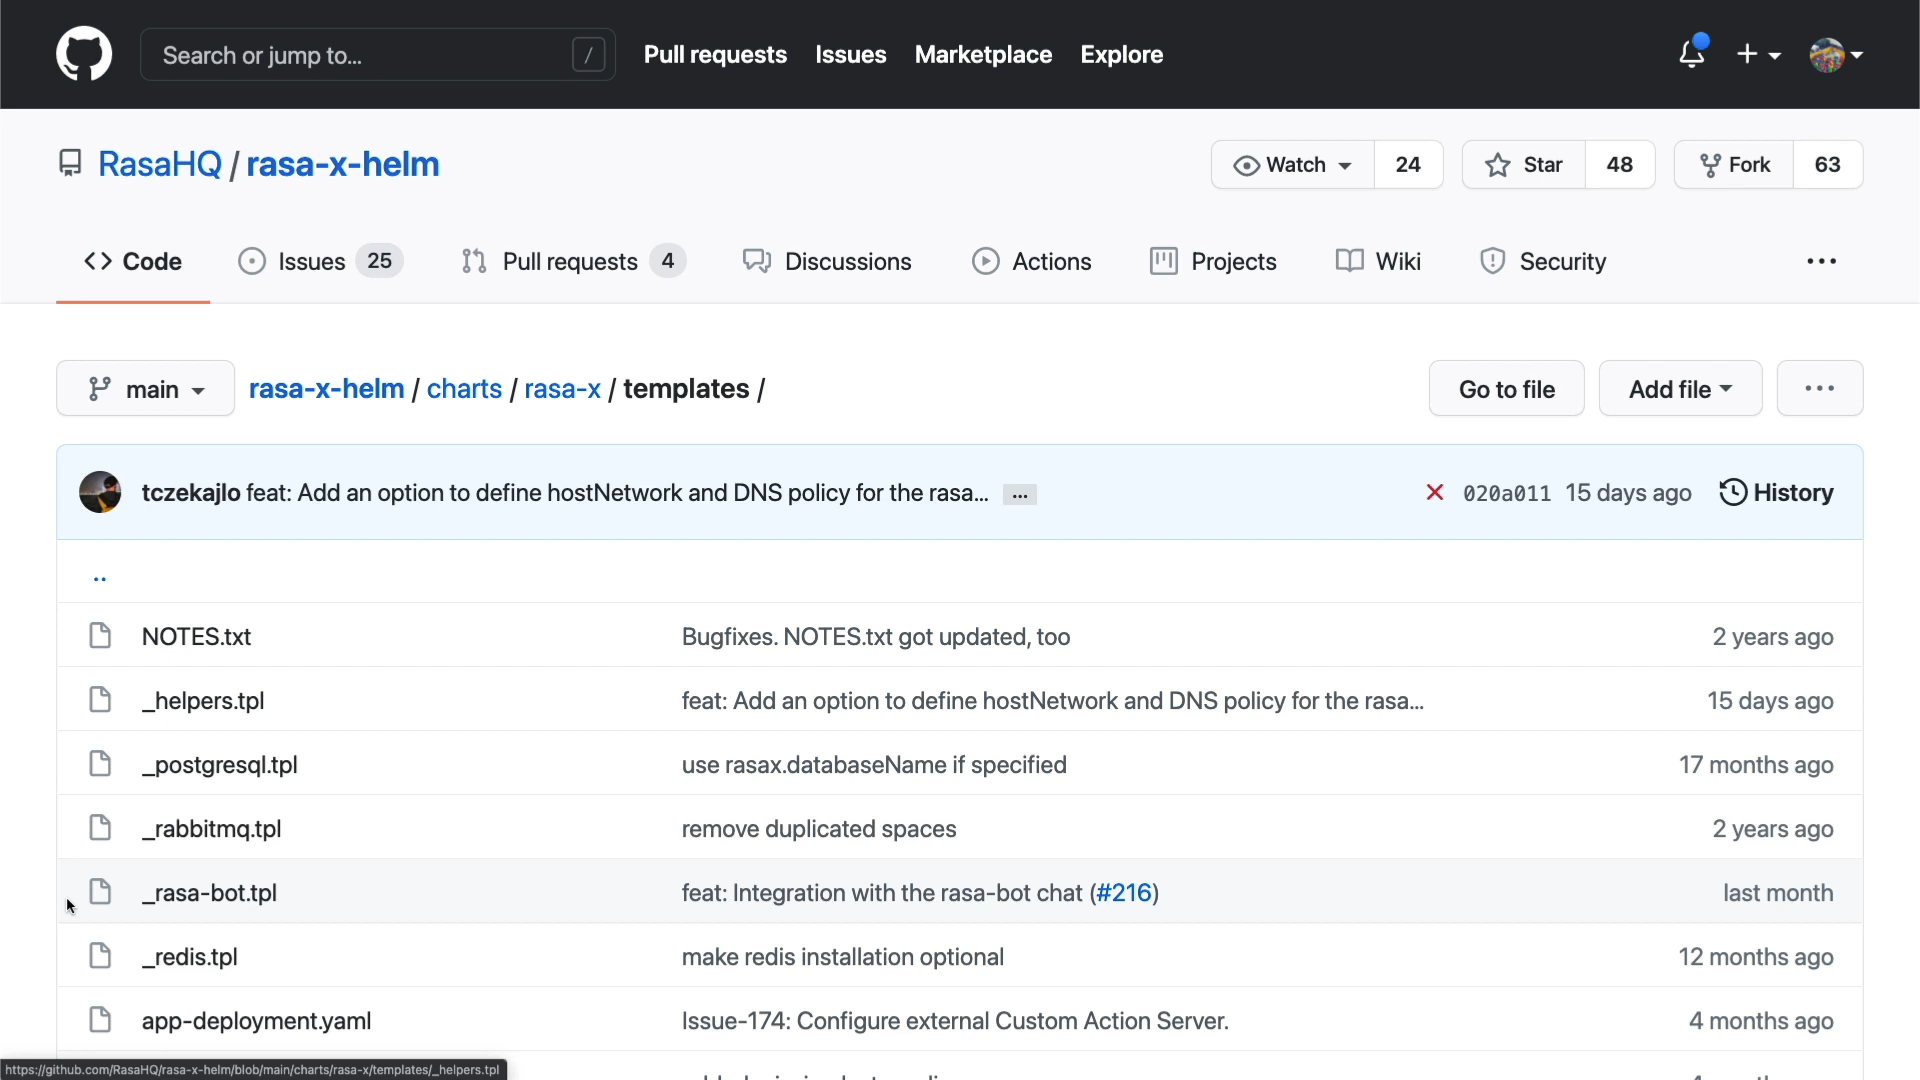 Search or jump to... / Pull requests Issues Marketplace Explore
RasaHQ / rasa-x-helm Watch 24 Star 48 Fork 63
Code Issues 25 Pull requests 4 Discussions Actions Projects Wiki Security ...
main rasa-x-helm / charts / rasa-x / templates / Go to file Add file ...
tczekajlo feat: Add an option to define hostNetwork and DNS policy for the rasa... ... 020a011 15 days ago History
..
NOTES.txt Bugfixes. NOTES.txt got updated, too 2 years ago
_helpers.tpl feat: Add an option to define hostNetwork and DNS policy for the rasa... 15 days ago
_postgresql.tpl use rasax.databaseName if specified 17 months ago
_rabbitmq.tpl remove duplicated spaces 2 years ago
_rasa-bot.tpl feat: Integration with the rasa-bot chat (#216) last month
_redis.tpl make redis installation optional 12 months ago
app-deployment.yaml Issue-174: Configure external Custom Action Server. 4 months ago
https://github.com/RasaHQ/rasa-x-helm/blob/main/charts/rasa-x/templates/_helpers.tpl